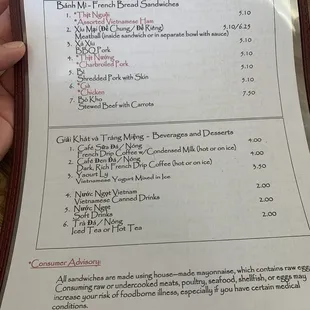 Bánh Mì - French Bread Sandwiches
1. *Thịt Nguội 5.10
*Assorted Vietnamese Ham
2. Xíu Mại (Để Chung / Để Riêng) 5.10/6.25
Meatball (inside sandwich or in separate bowl with sauce)
3. Xá Xíu 5.10
BBQ Pork
4. *Thịt Nướng 5.10
*Charbroiled Pork
5. Bì 5.10
Shredded Pork with Skin
6. *Gà 5.10
*Chicken
7. Bò Kho 7.50
Stewed Beef with Carrots
Giải Khát và Tráng Miệng - Beverages and Desserts
1. Café Sữa Đá/Nóng 4.00
French Drip Coffee w/Condensed Milk (hot or on ice)
2. Café Đen Đá/Nóng 4.00
Dark, Rich French Drip Coffee (hot or on ice)
3. Yaourt Ly 3.50
Vietnamese Yogurt Mixed in Ice
4. Nước Ngọt Vietnam 2.00
Vietnamese Canned Drinks
5. Nước Ngọt 2.00
Soft Drinks
6. Trà Đá/Nóng 2.00
Iced Tea or Hot Tea
*Consumer Advisory:
All sandwiches are made using house-made mayonnaise, which contains raw egg
Consuming raw or undercooked meats, poultry, seafood, shellfish, or eggs may
increase your risk of foodborne illness, especially if you have certain medical
conditions.